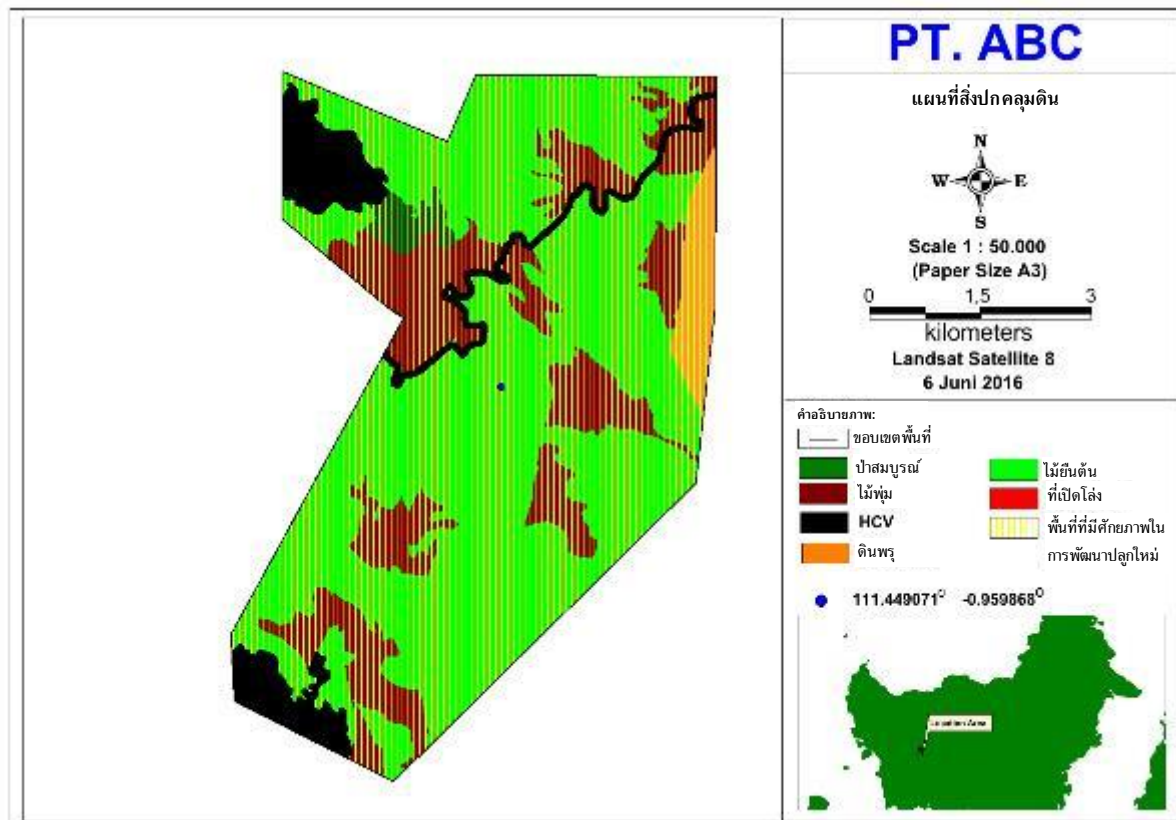 PT. ABC
แผนที่สิ่งปกคลุมดิน
N
W E
S
Scale 1 : 50.000
(Paper Size A3)
0 1,5 3
kilometers
Landsat Satellite 8
6 Juni 2016
คำอธิบายภาพ:
ขอบเขตพื้นที่
ป่าสมบูรณ์
ไม้ยืนต้น
ไม้พุ่ม
ที่เปิดโล่ง
HCV
พื้นที่ที่มีศักยภาพใน
ดินพรุ
การพัฒนาปลูกใหม่
111.449071° -0.959868°
Location Area